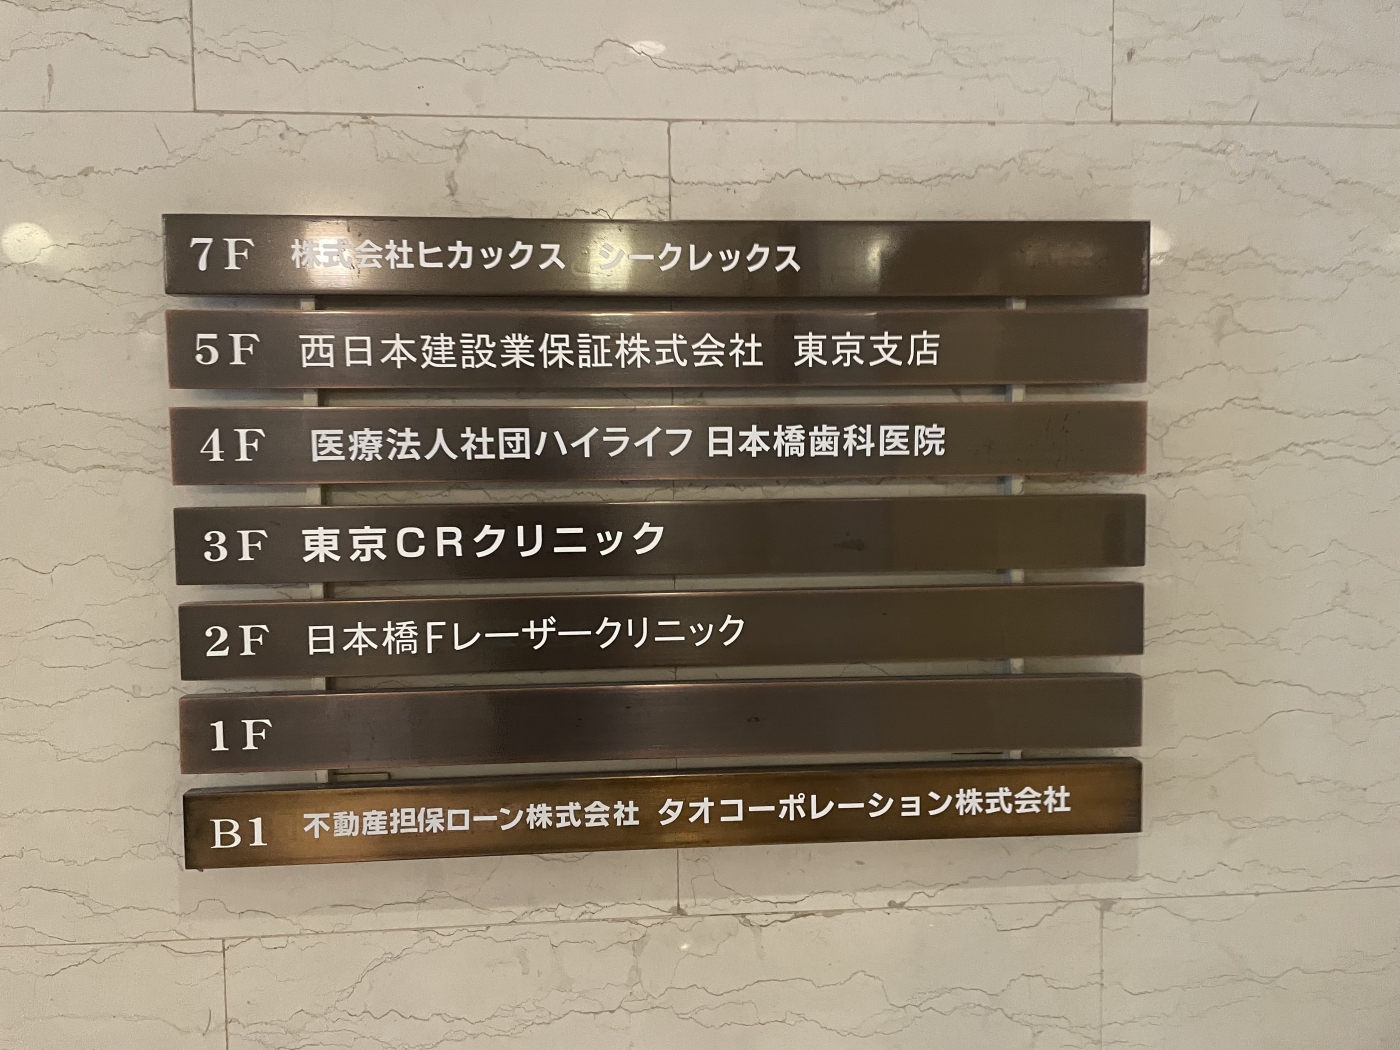 7F 株式会社ヒカックス シークレックス
5F 西日本建設業保証株式会社 東京支店
4F 医療法人社団ハイライフ 日本橋歯科医院
3F 東京CRクリニック
2F 日本橋Fレーザークリニック
1F
B1 不動産担保ローン株式会社 タオコーポレーション株式会社